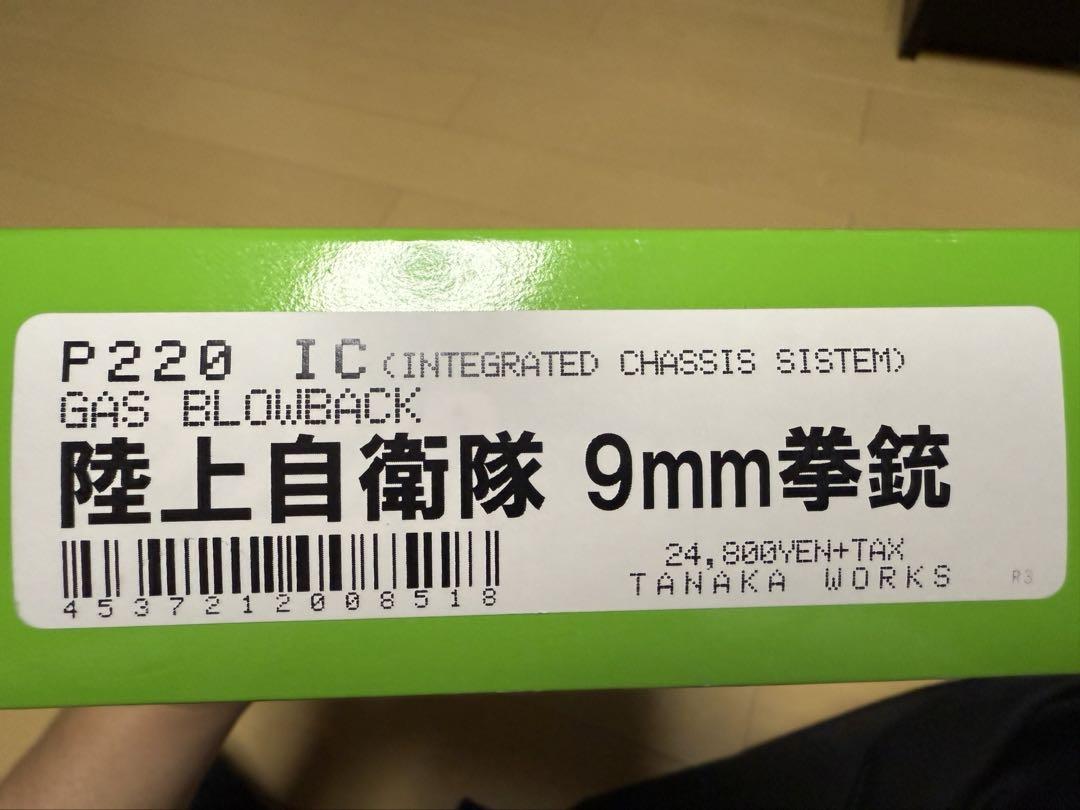 P220 IC(INTEGRATED CHASSIS SISTEM)
GAS BLOWBACK
陸上自衛隊 9mm拳銃
24,800YEN+TAX
TANAKA WORKS
R3
4537212008518